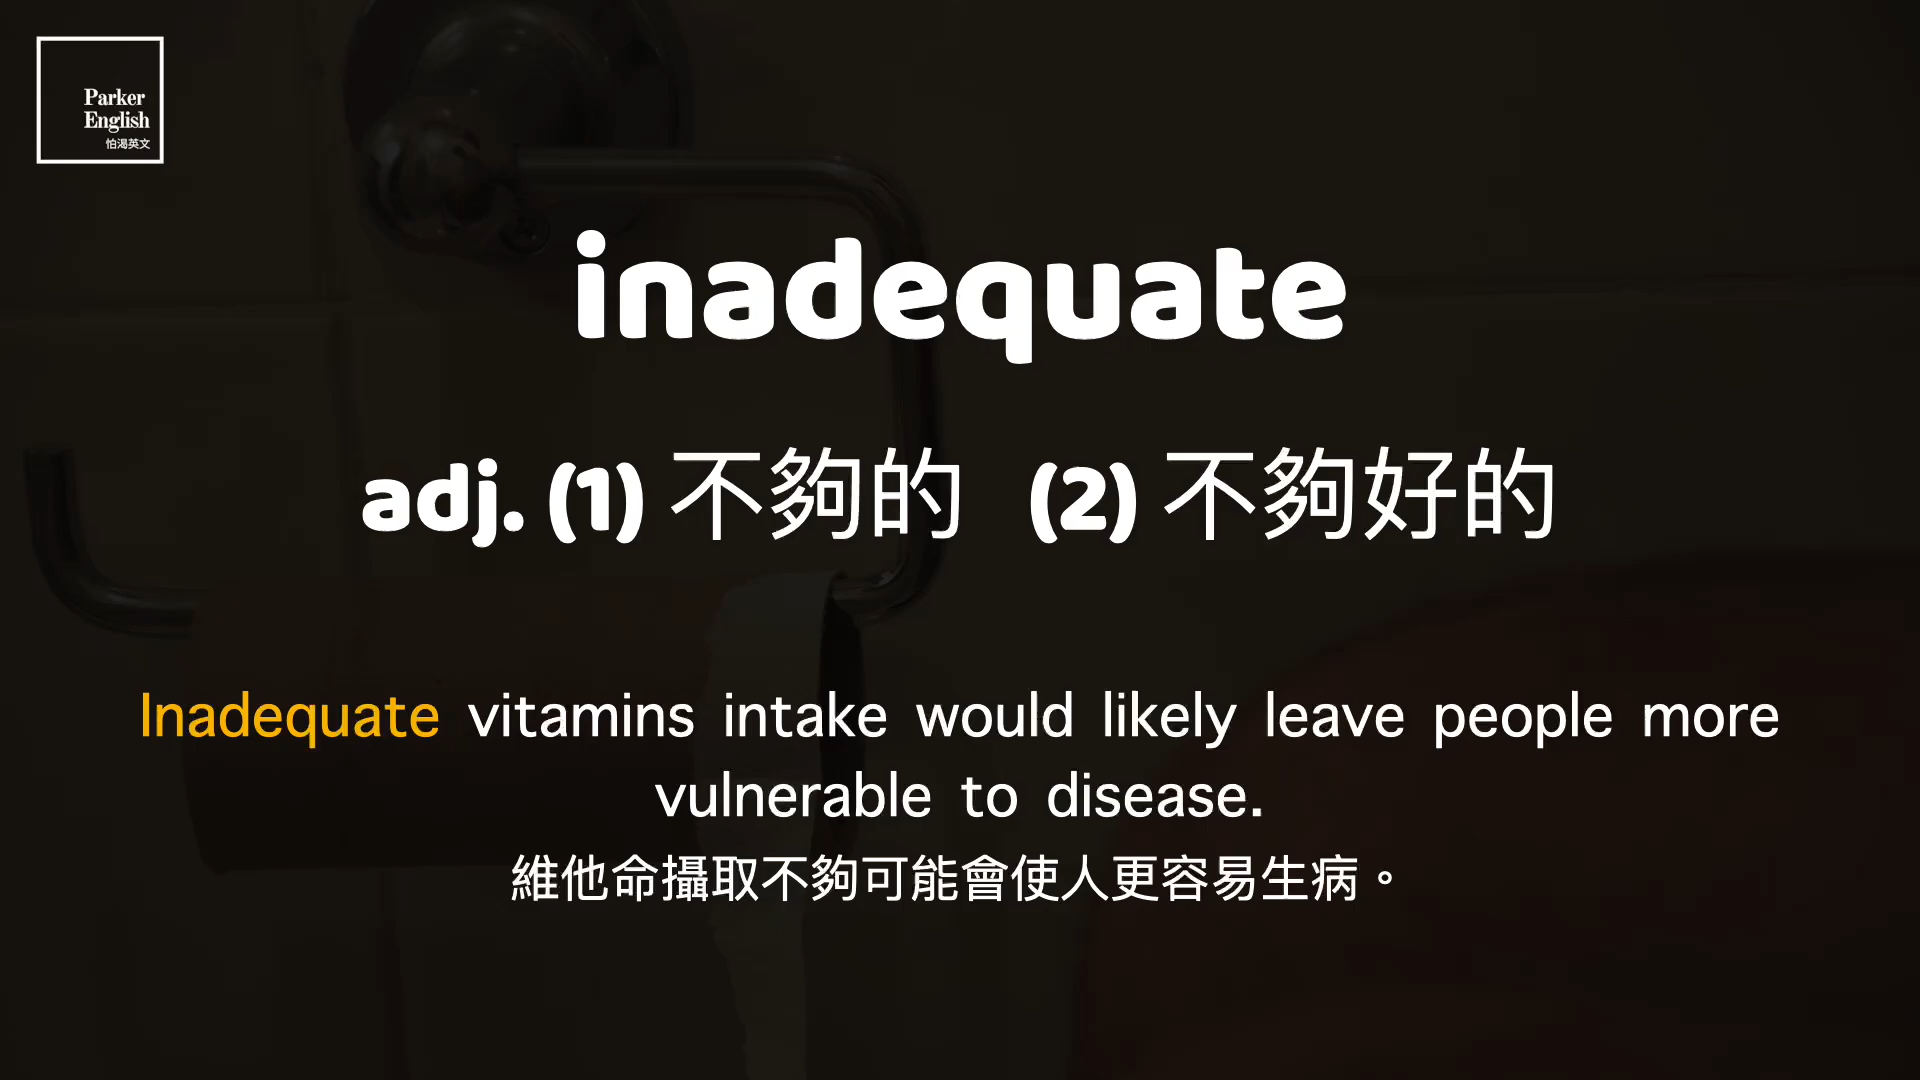 Parker
English
怕渴英文
inadequate
adj. (1) 不夠的 (2) 不夠好的
Inadequate vitamins intake would likely leave people more
vulnerable to disease.
維他命攝取不夠可能會使人更容易生病。